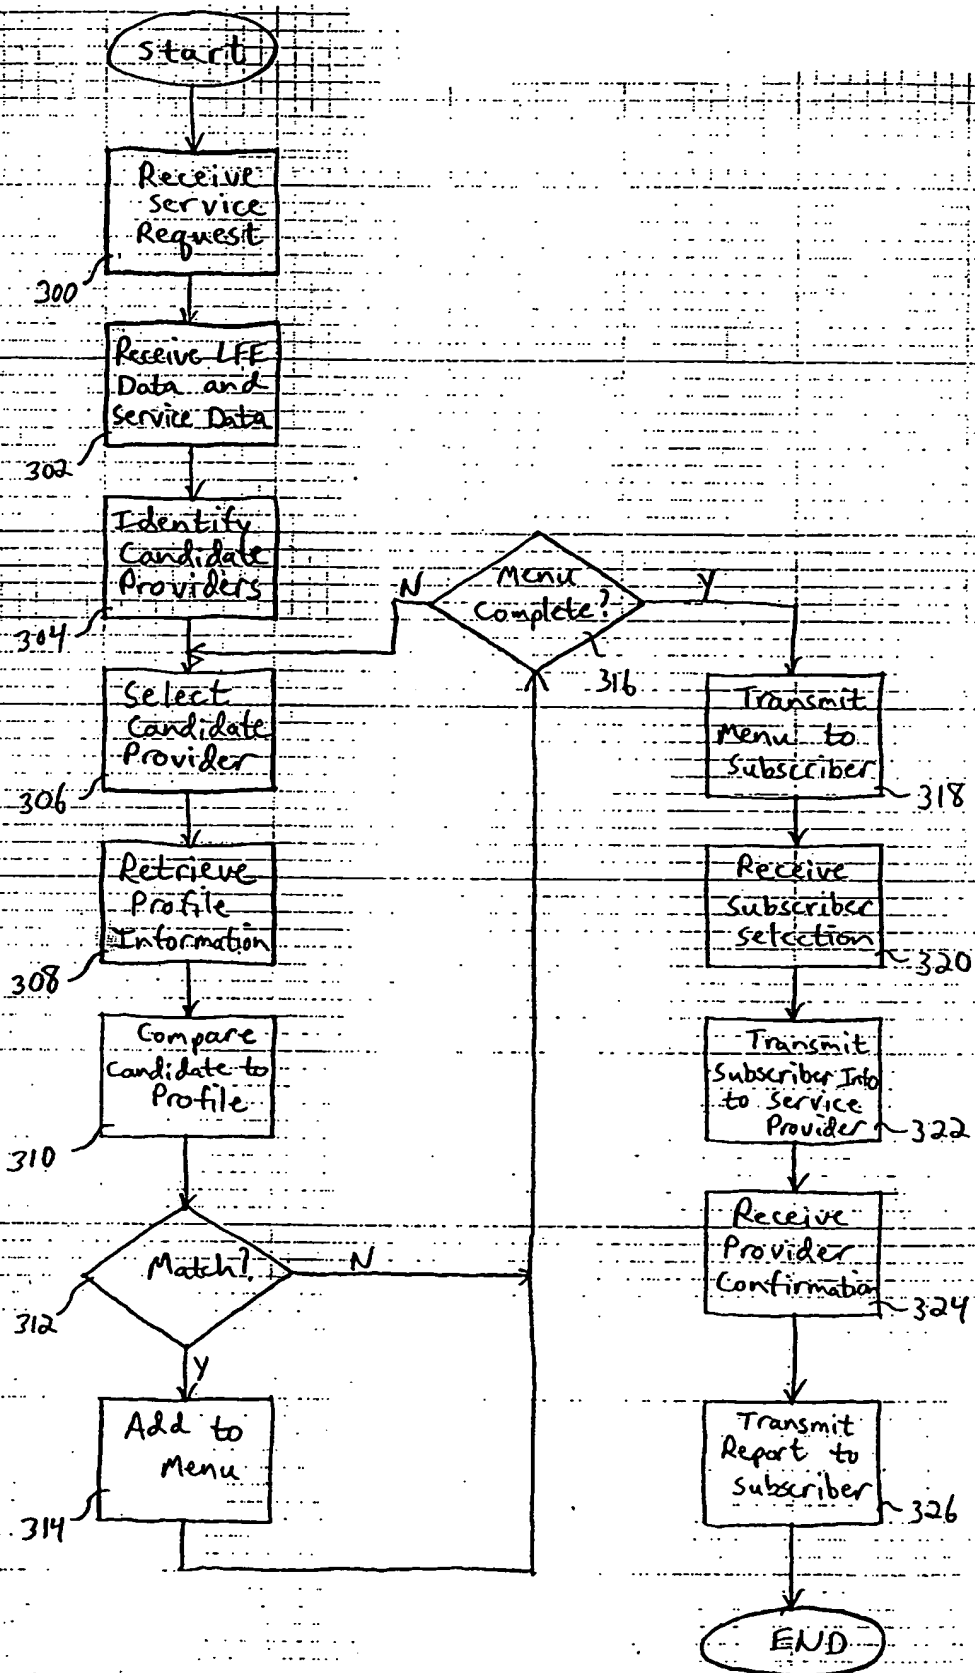 Start
Receive
Service
Request
300
Receive LFE
Data and
Service Data
302
Identify
Candidate
Providers
304
Select
Candidate
Provider
306
Retrieve
Profile
Information
308
Compare
Candidate to
Profile
310
Match?
N
312
Y
Add to
Menu
314
Menu
Complete?
N
Y
316
Transmit
Menu to
Subscriber
318
Receive
Subscriber
Selection
320
Transmit
Subscriber Info
to Service
Provider
322
Receive
Provider
Confirmation
324
Transmit
Report to
Subscriber
326
END